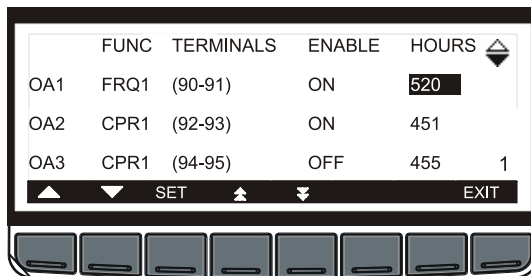 FUNC TERMINALS ENABLE HOURS
OA1 FRQ1 (90-91) ON 520
OA2 CPR1 (92-93) ON 451
OA3 CPR1 (94-95) OFF 455 1
SET EXIT